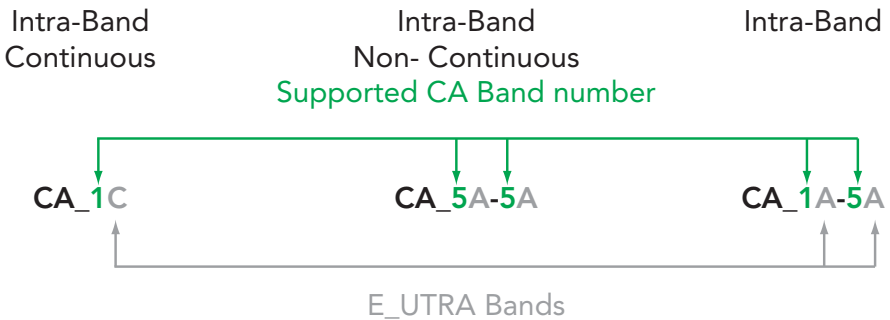 Intra-Band
Continuous
Intra-Band
Non- Continuous
Intra-Band
Supported CA Band number
CA_1C
CA_5A-5A
CA_1A-5A
E_UTRA Bands